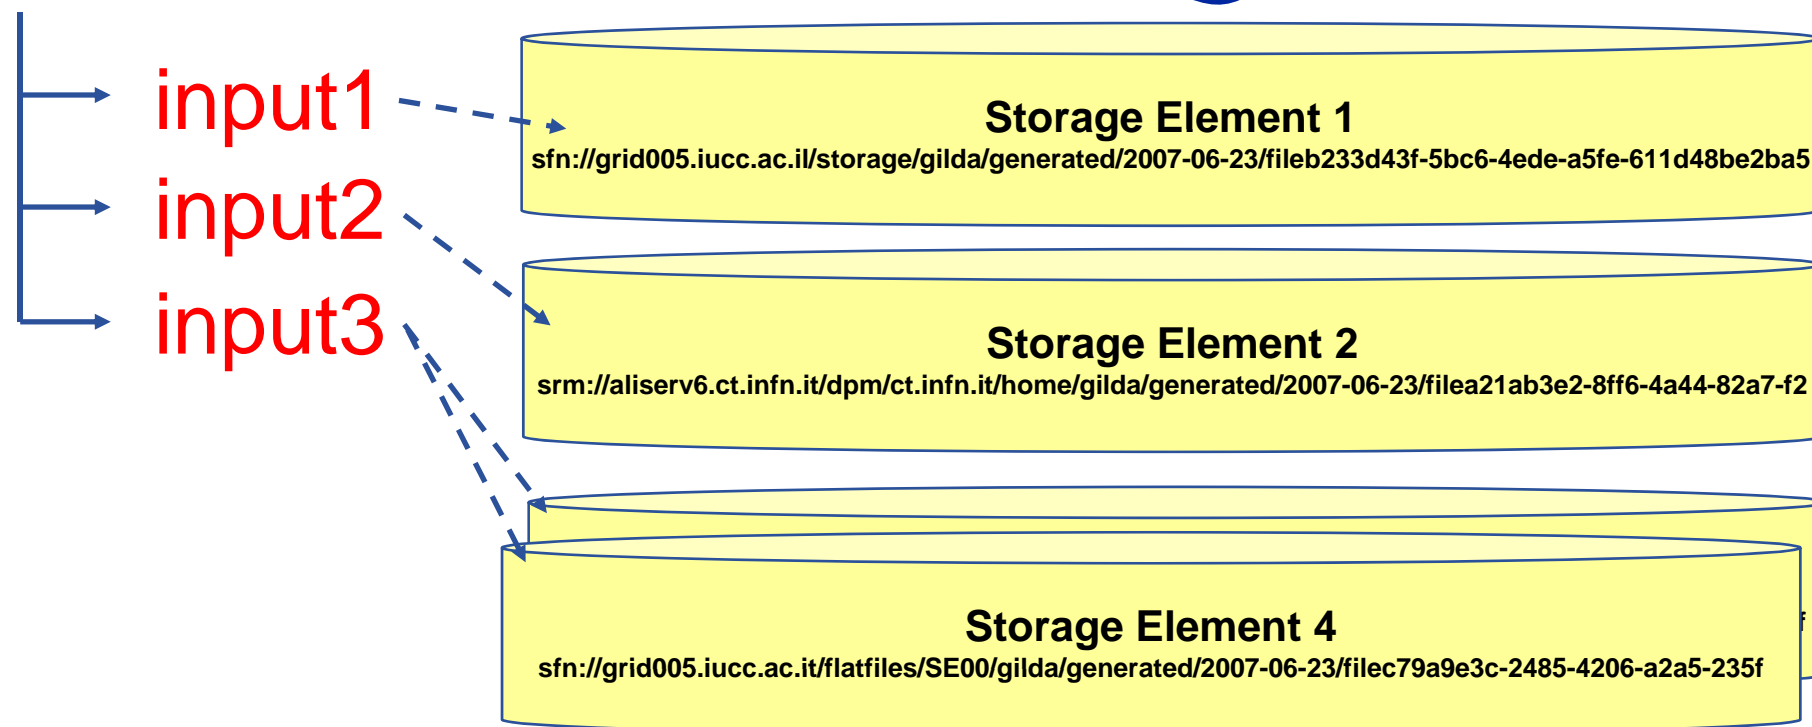 input1
Storage Element 1
sfn://grid005.iucc.ac.il/storage/gilda/generated/2007-06-23/fileb233d43f-5bc6-4ede-a5fe-611d48be2ba5
input2
input3
Storage Element 2
srm://aliserv6.ct.infn.it/dpm/ct.infn.it/home/gilda/generated/2007-06-23/filea21ab3e2-8ff6-4a44-82a7-f2
Storage Element 4
sfn://grid005.iucc.ac.it/flatfiles/SE00/gilda/generated/2007-06-23/filec79a9e3c-2485-4206-a2a5-235f